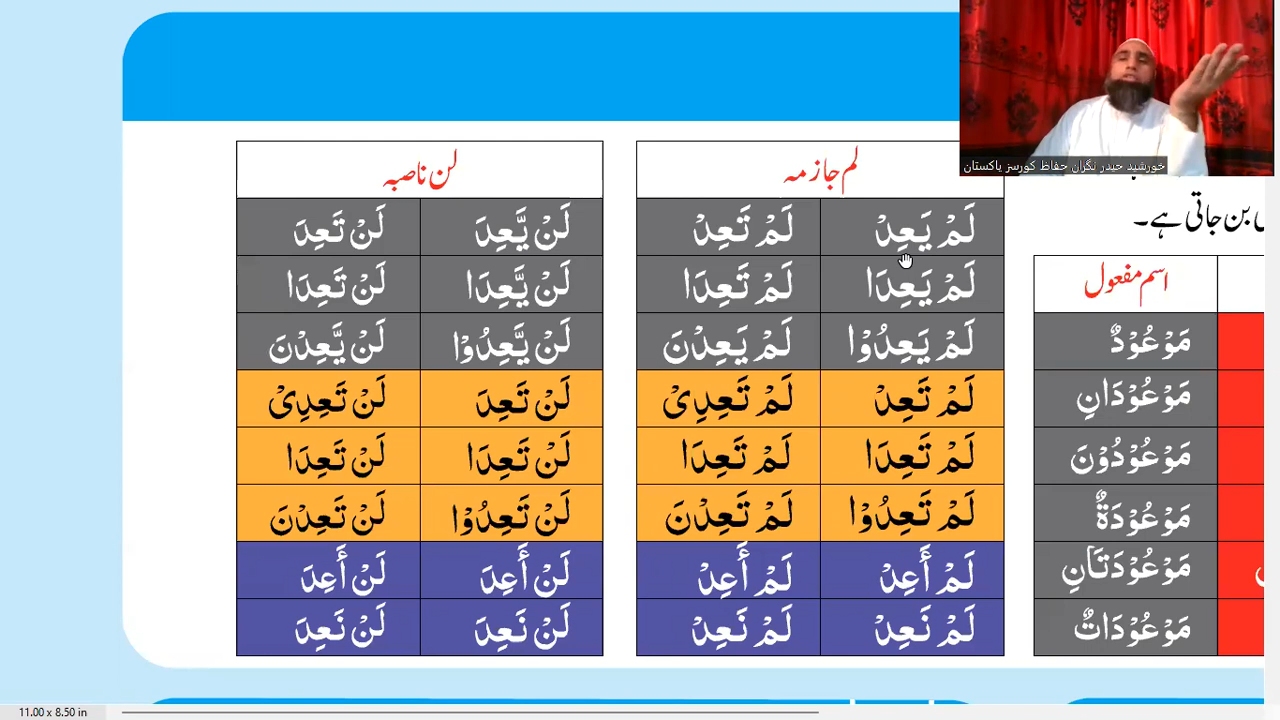 خورشید حیدر نگران حفاظ کورسز پاکستان
بن جاتی ہے۔
اسم مفعول
مَوْعُوْدٌ
مَوْعُوْدَانِ
مَوْعُوْدُوْنَ
مَوْعُوْدَةٌ
مَوْعُوْدَتَانِ
مَوْعُوْدَاتٌ
لم جازمہ
لَمْ يَعِدْ لَمْ تَعِدْ
لَمْ يَعِدَا لَمْ تَعِدَا
لَمْ يَعِدُوْا لَمْ يَعِدْنَ
لَمْ تَعِدْ لَمْ تَعِدِیْ
لَمْ تَعِدَا لَمْ تَعِدَا
لَمْ تَعِدُوْا لَمْ تَعِدْنَ
لَمْ أَعِدْ لَمْ أَعِدْ
لَمْ نَعِدْ لَمْ نَعِدْ
لن ناصبہ
لَنْ يَّعِدَ لَنْ تَعِدَ
لَنْ يَّعِدَا لَنْ تَعِدَا
لَنْ يَّعِدُوْا لَنْ يَّعِدْنَ
لَنْ تَعِدَ لَنْ تَعِدِیْ
لَنْ تَعِدَا لَنْ تَعِدَا
لَنْ تَعِدُوْا لَنْ تَعِدْنَ
لَنْ أَعِدَ لَنْ أَعِدَ
لَنْ نَعِدَ لَنْ نَعِدَ
11.00 x 8.50 in